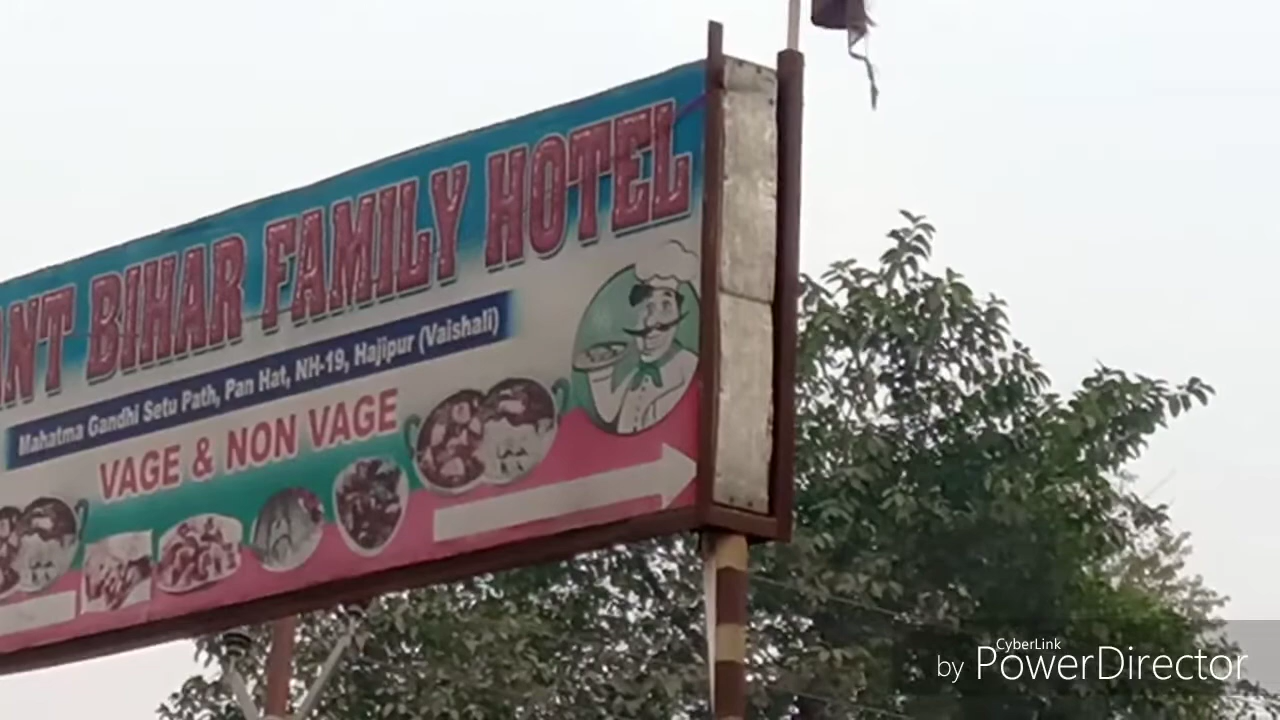 ANT BIHAR FAMILY HOTEL
Mahatma Gandhi Setu Path, Pan Hat, NH-19, Hajipur (Vaishali)
VAGE & NON VAGE
CyberLink
by PowerDirector